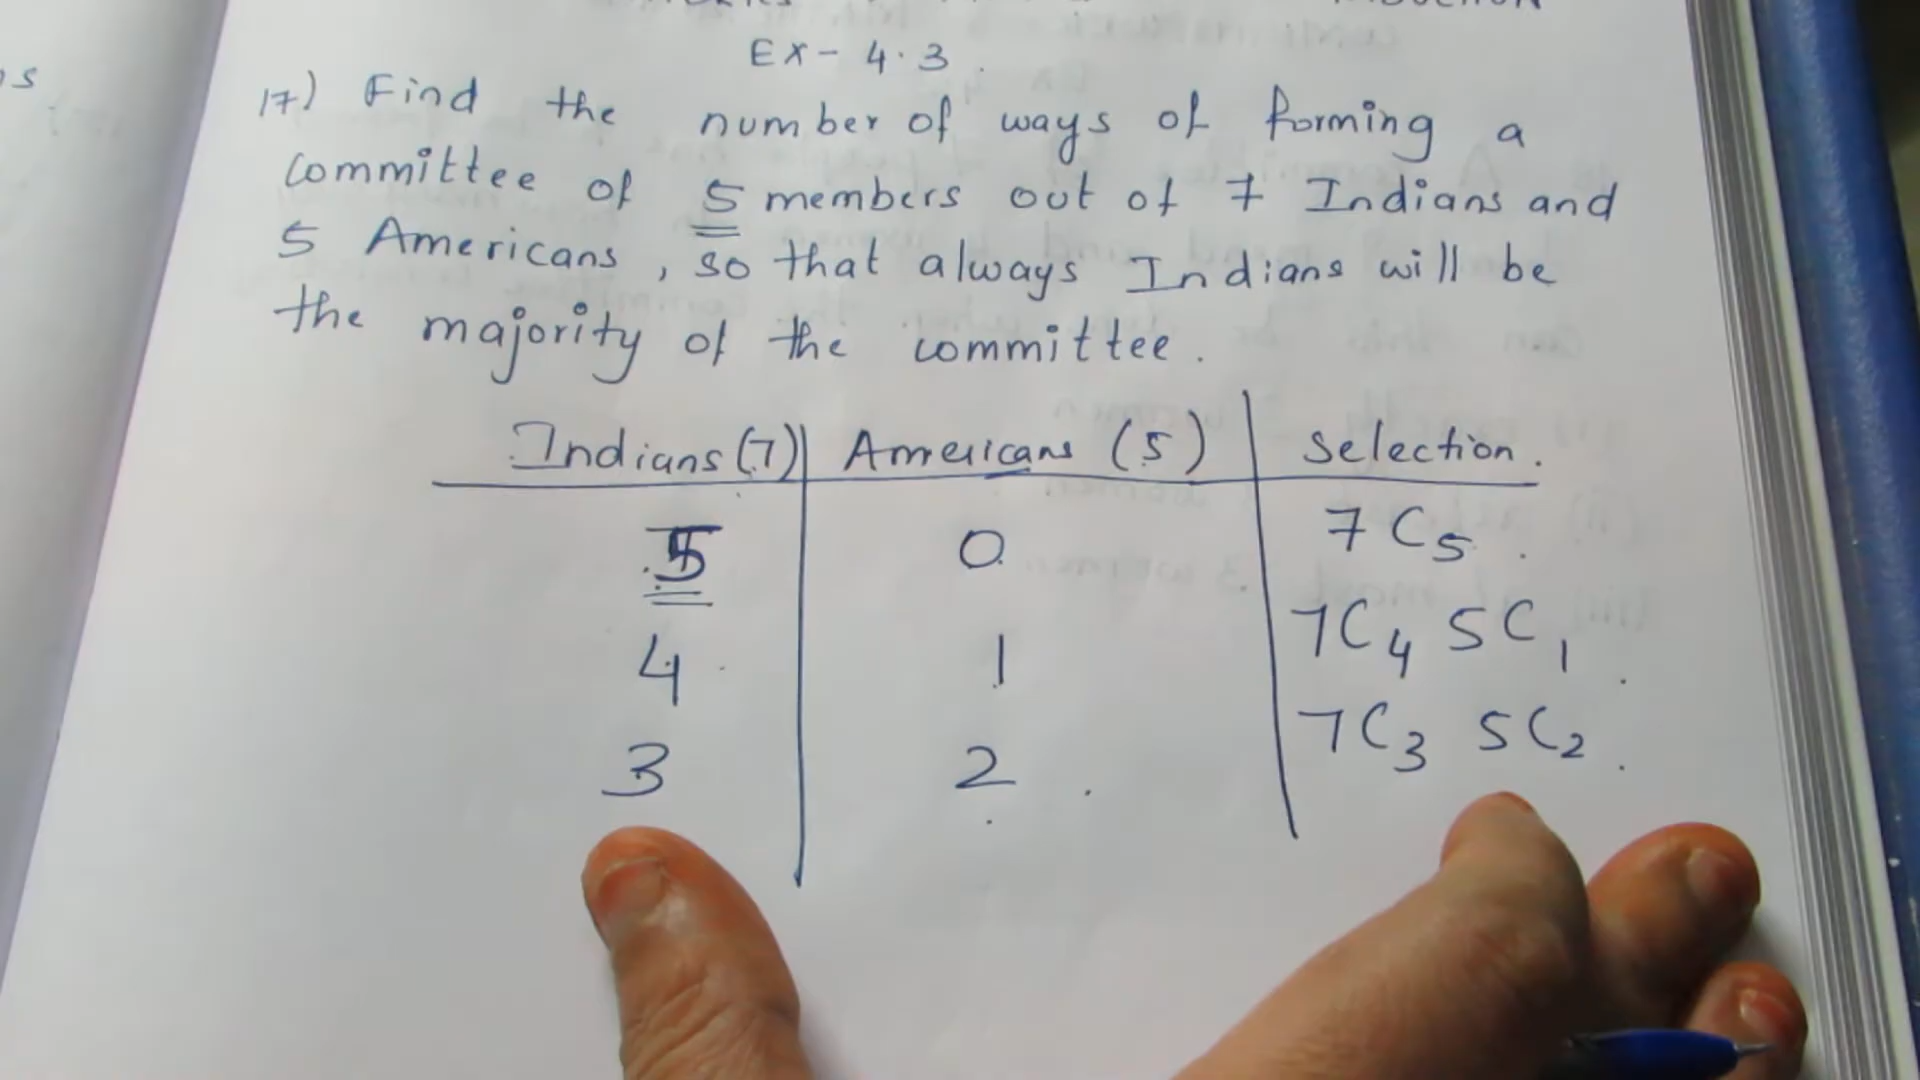 Ex - 4.3
17) Find the number of ways of forming a
committee of 5 members out of 7 Indians and
5 Americans, so that always Indians will be
the majority of the committee.
Indians (7) Americans (5) Selection.
5 0 7C5
4 1 7C4 5C1
3 2 7C3 5C2